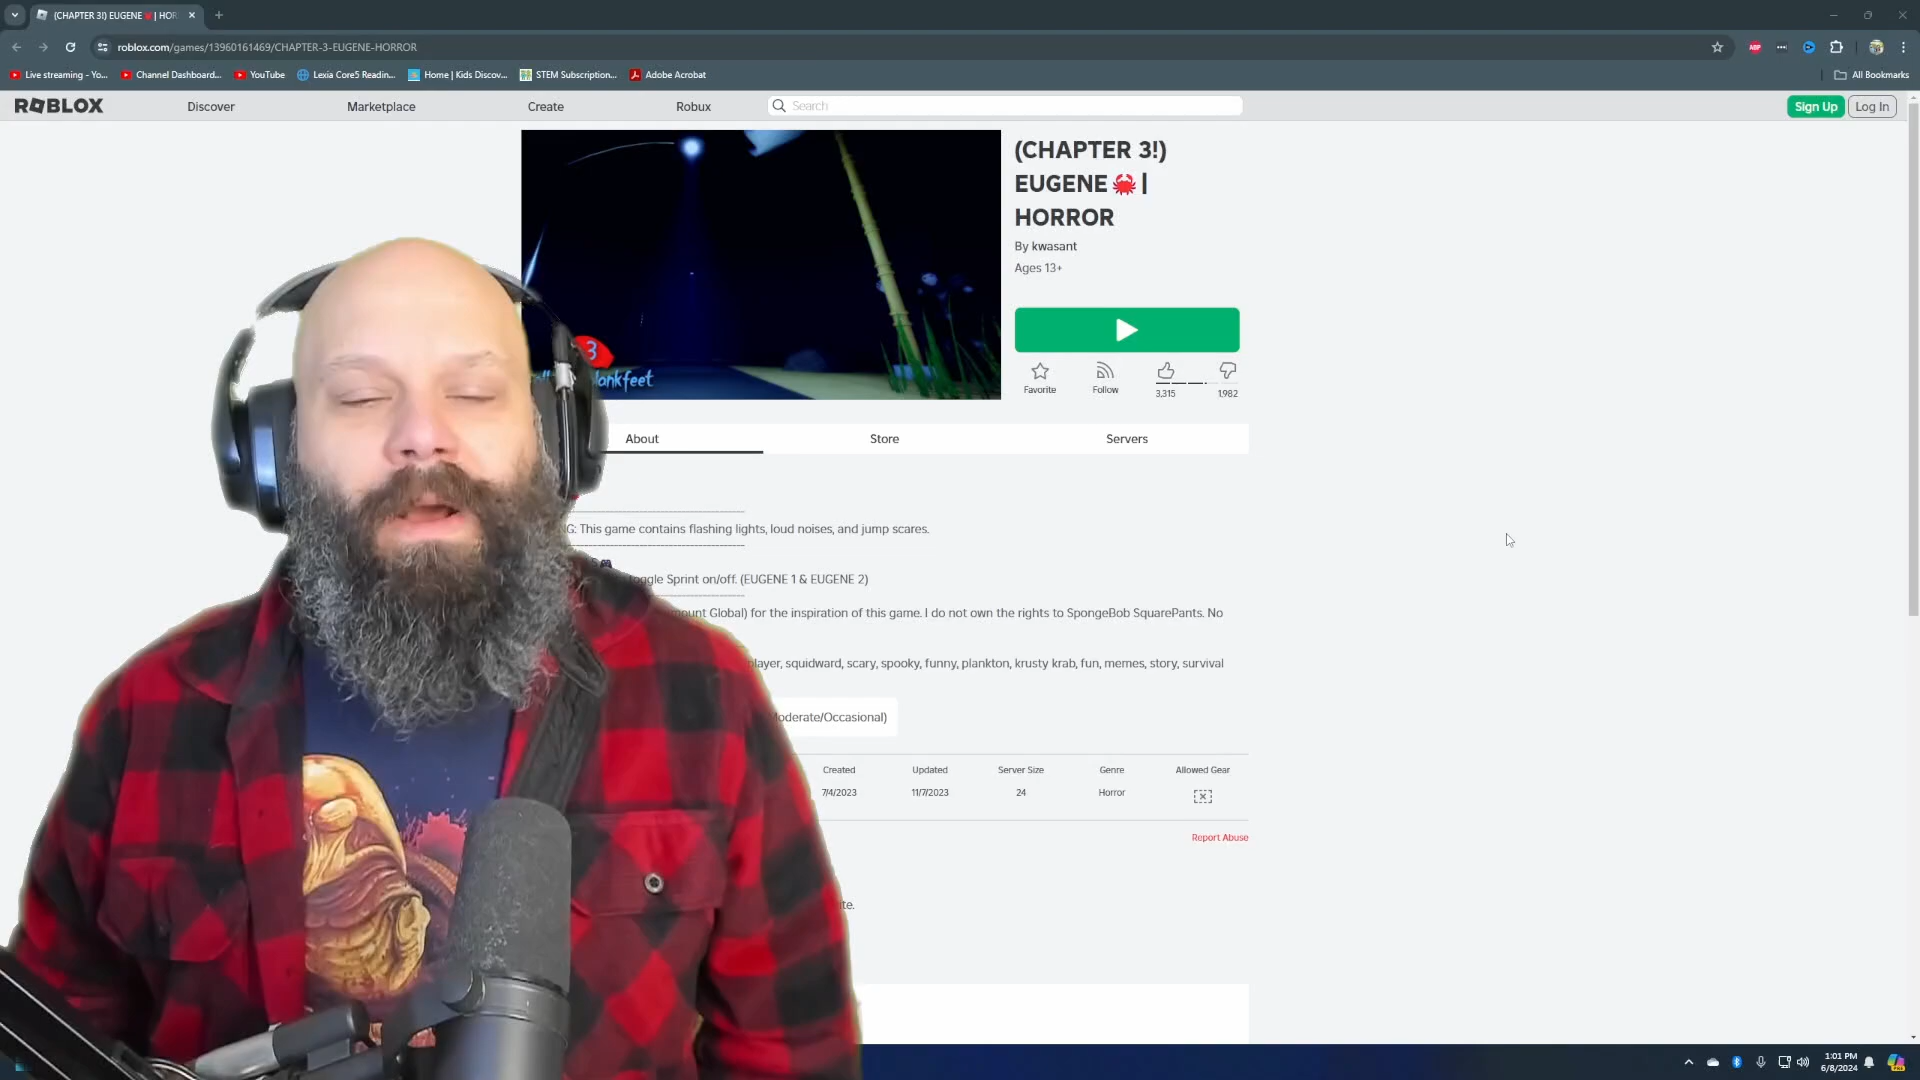 (CHAPTER 3!) EUGENE🦀 | HOR
roblox.com/games/13960161469/CHAPTER-3-EUGENE-HORROR
ABP
Live streaming - Yo... Channel Dashboard... YouTube Lexia Core5 Readin... Home | Kids Discov... STEM Subscription... Adobe Acrobat All Bookmarks
ROBLOX Discover Marketplace Create Robux Search Sign Up Log In
(CHAPTER 3!)
EUGENE🦀 |
HORROR
By kwasant
Ages 13+
3
lankfeet
Favorite Follow 3,315 1,982
About Store Servers
G: This game contains flashing lights, loud noises, and jump scares.
toggle Sprint on/off. (EUGENE 1 & EUGENE 2)
mount Global) for the inspiration of this game. I do not own the rights to SpongeBob SquarePants. No
player, squidward, scary, spooky, funny, plankton, krusty krab, fun, memes, story, survival
Moderate/Occasional)
Created Updated Server Size Genre Allowed Gear
7/4/2023 11/7/2023 24 Horror
Report Abuse
ite.
1:01 PM
6/8/2024